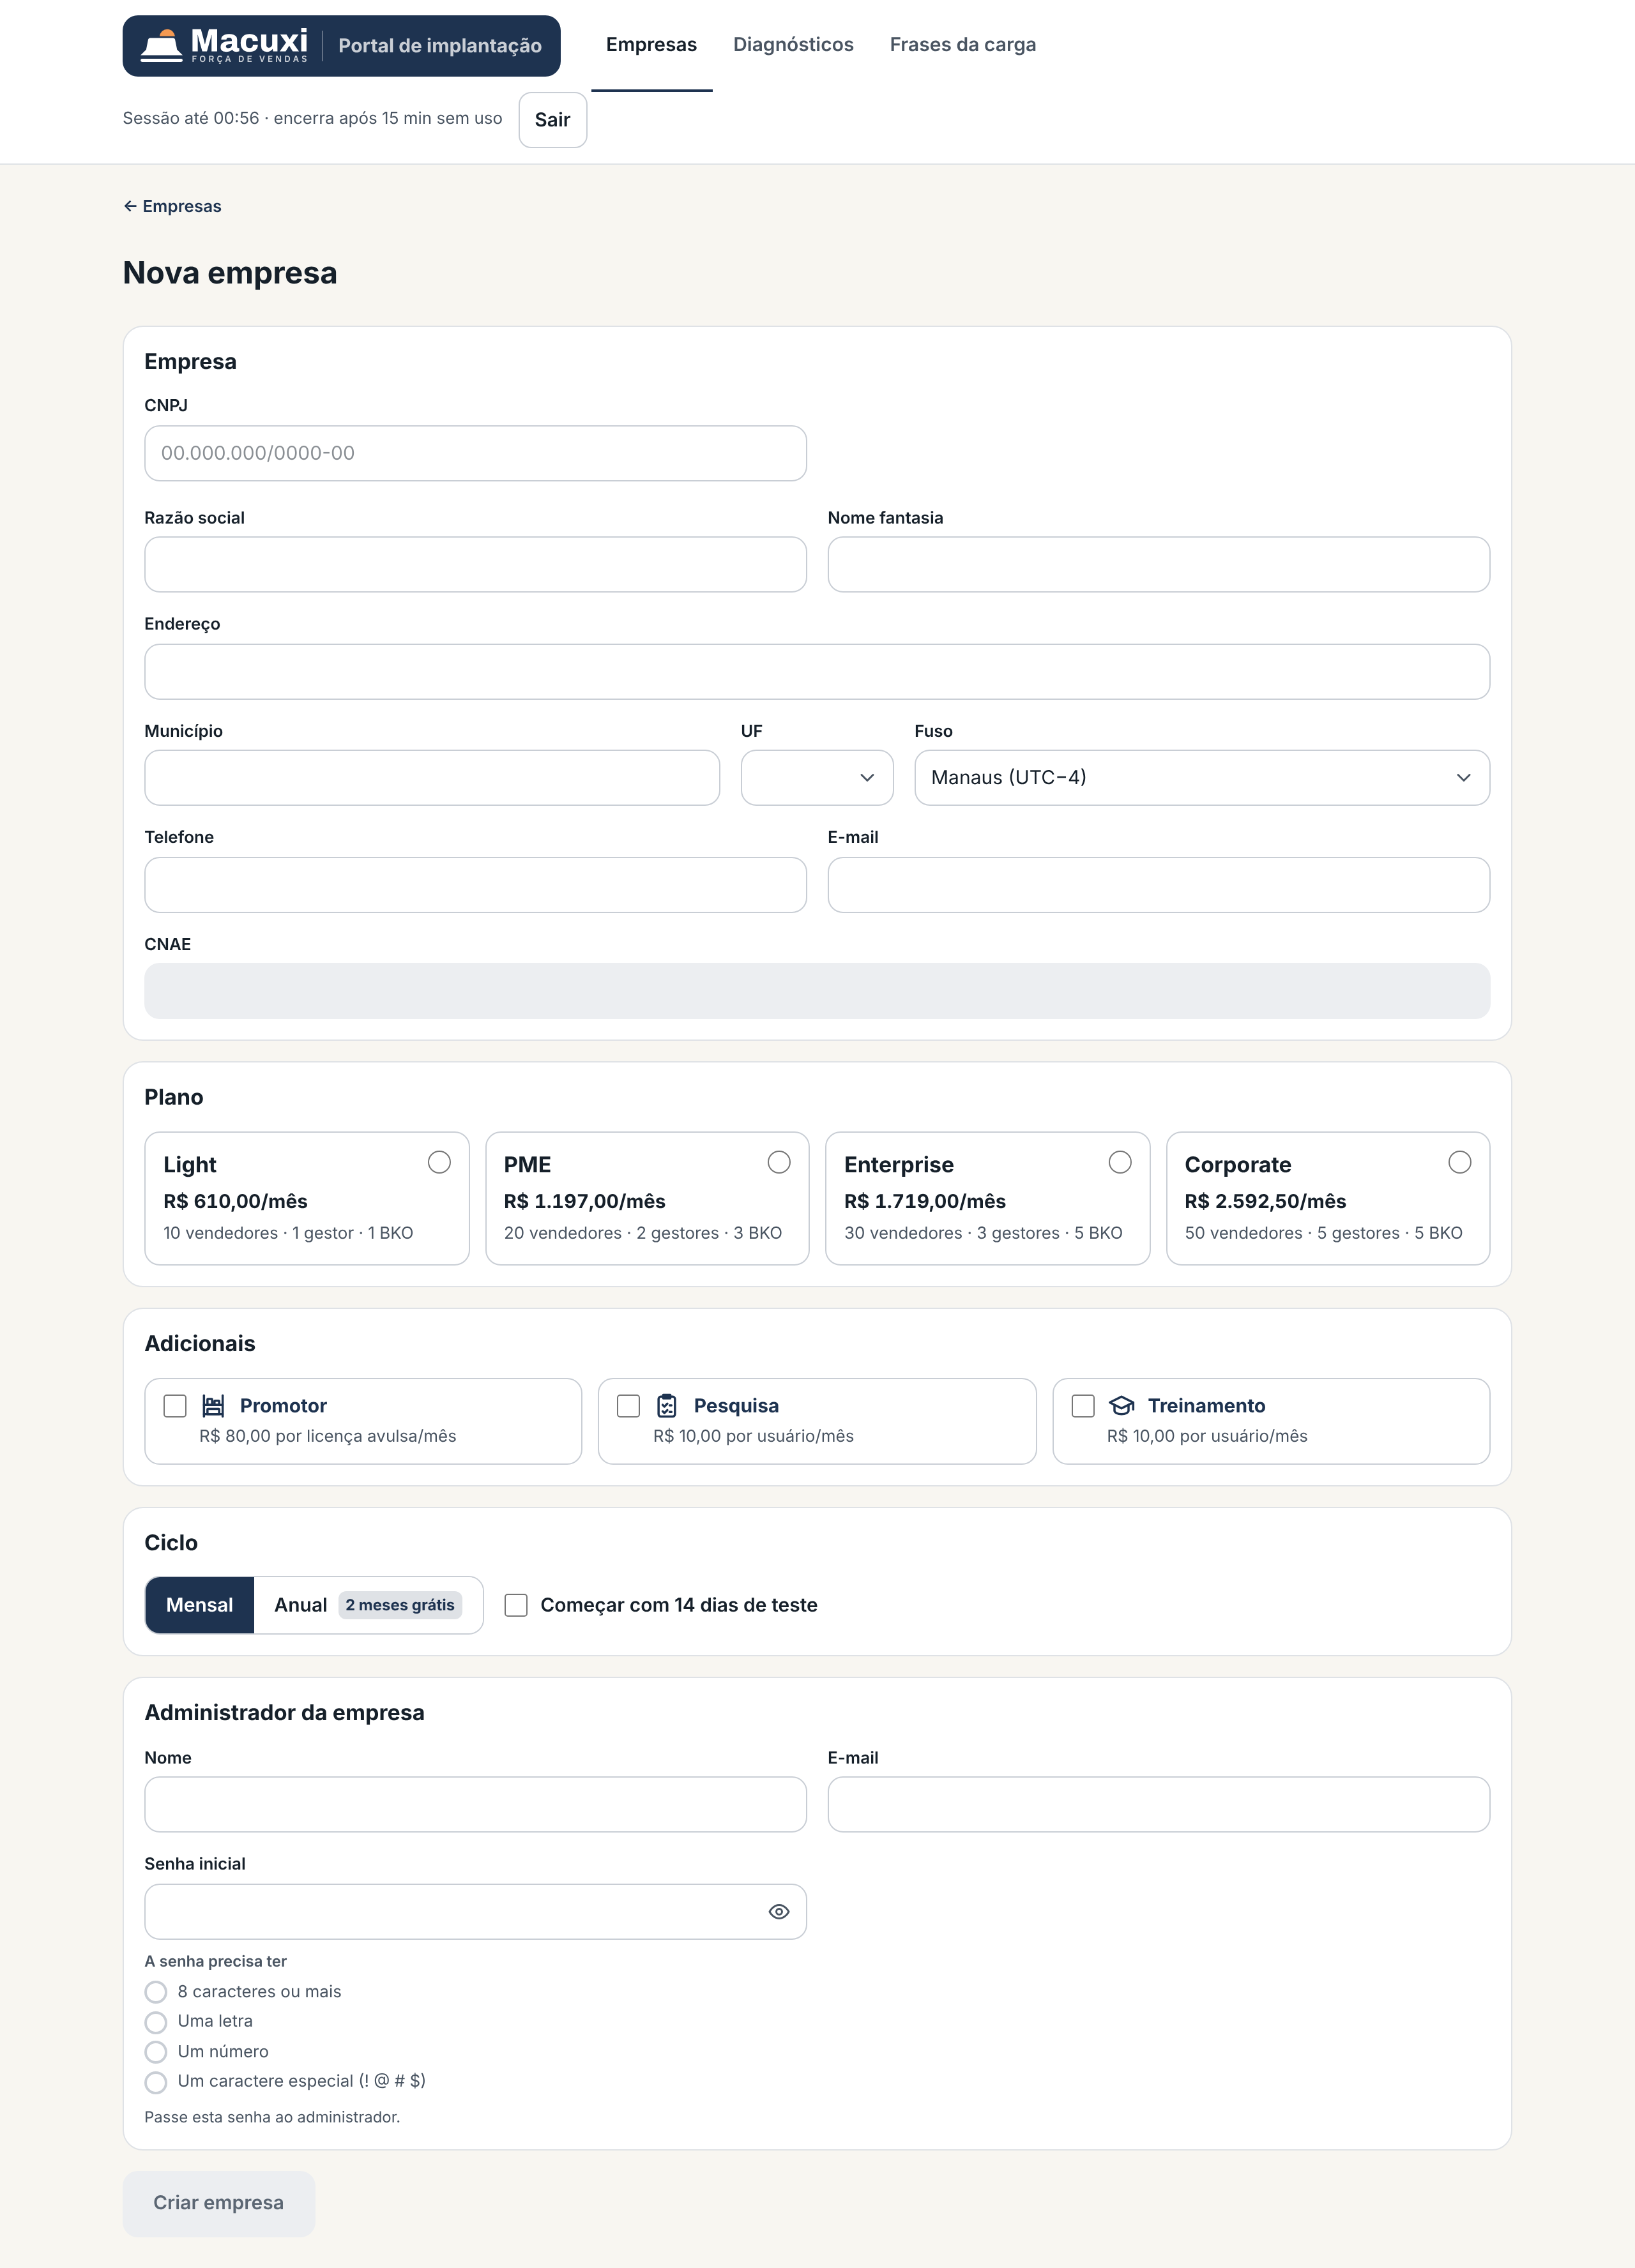 Macuxi
FORÇA DE VENDAS
Portal de implantação
Empresas
Diagnósticos
Frases da carga
Sessão até 00:56 · encerra após 15 min sem uso
Sair
← Empresas
Nova empresa
Empresa
CNPJ
00.000.000/0000-00
Razão social
Nome fantasia
Endereço
Município
UF
Fuso
Manaus (UTC−4)
Telefone
E-mail
CNAE
Plano
Light
R$ 610,00/mês
10 vendedores · 1 gestor · 1 BKO
PME
R$ 1.197,00/mês
20 vendedores · 2 gestores · 3 BKO
Enterprise
R$ 1.719,00/mês
30 vendedores · 3 gestores · 5 BKO
Corporate
R$ 2.592,50/mês
50 vendedores · 5 gestores · 5 BKO
Adicionais
Promotor
R$ 80,00 por licença avulsa/mês
Pesquisa
R$ 10,00 por usuário/mês
Treinamento
R$ 10,00 por usuário/mês
Ciclo
Mensal
Anual 2 meses grátis
Começar com 14 dias de teste
Administrador da empresa
Nome
E-mail
Senha inicial
A senha precisa ter
8 caracteres ou mais
Uma letra
Um número
Um caractere especial (! @ # $)
Passe esta senha ao administrador.
Criar empresa